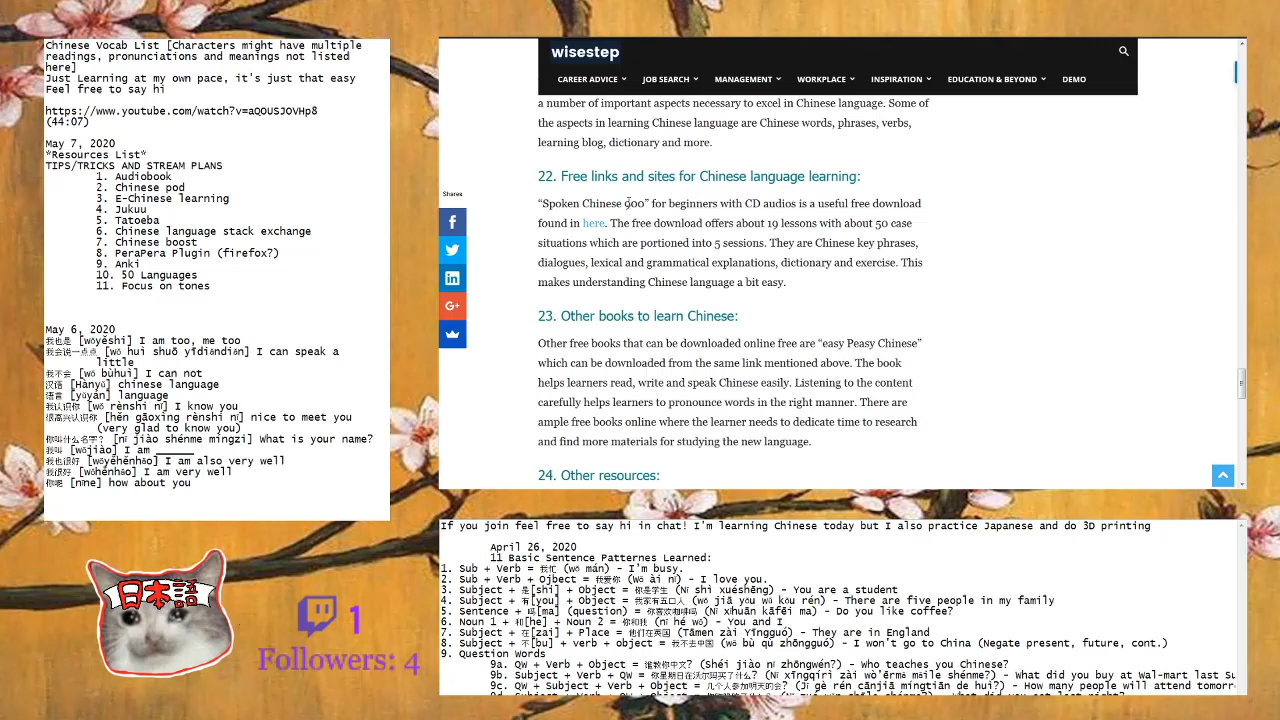 Chinese Vocab List [Characters might have multiple
readings, pronunciations and meanings not listed
here]
Just Learning at my own pace, it's just that easy
Feel free to say hi
https://www.youtube.com/watch?v=aQOUSJOVHp8
(44:07)
May 7, 2020
*Resources List*
TIPS/TRICKS AND STREAM PLANS
1. Audiobook
2. Chinese pod
3. E-Chinese learning
4. Jukuu
5. Tatoeba
6. Chinese language stack exchange
7. Chinese boost
8. PeraPera Plugin (firefox?)
9. Anki
10. 50 Languages
11. Focus on tones
May 6, 2020
我也是 [wǒyěshì] I am too, me too
我会说一点点 [wǒ huì shuō yīdiǎndiǎn] I can speak a
little
我不会 [wǒ bùhuì] I can not
汉语 [Hànyǔ] chinese language
语言 [yǔyán] language
我认识你 [wǒ rènshi nǐ] I know you
很高兴认识你 [hěn gāoxìng rènshi nǐ] nice to meet you
(very glad to know you)
你叫什么名字？ [nǐ jiào shénme míngzì] What is your name?
我叫 [wǒjiào] I am ______
我也很好 [wǒyěhěnhǎo] I am also very well
我很好 [wǒhěnhǎo] I am very well
你呢 [nǐne] how about you
wisestep
CAREER ADVICE JOB SEARCH MANAGEMENT WORKPLACE INSPIRATION EDUCATION & BEYOND DEMO
a number of important aspects necessary to excel in Chinese language. Some of
the aspects in learning Chinese language are Chinese words, phrases, verbs,
learning blog, dictionary and more.
22. Free links and sites for Chinese language learning:
“Spoken Chinese 900” for beginners with CD audios is a useful free download
found in here. The free download offers about 19 lessons with about 50 case
situations which are portioned into 5 sessions. They are Chinese key phrases,
dialogues, lexical and grammatical explanations, dictionary and exercise. This
makes understanding Chinese language a bit easy.
23. Other books to learn Chinese:
Other free books that can be downloaded online free are “easy Peasy Chinese”
which can be downloaded from the same link mentioned above. The book
helps learners read, write and speak Chinese easily. Listening to the content
carefully helps learners to pronounce words in the right manner. There are
ample free books online where the learner needs to dedicate time to research
and find more materials for studying the new language.
24. Other resources:
Shares
G+
If you join feel free to say hi in chat! I'm learning Chinese today but I also practice Japanese and do 3D printing
April 26, 2020
11 Basic Sentence Patternes Learned:
1. Sub + Verb = 我忙 (Wǒ máng) - I'm busy.
2. Sub + Verb + Ojbect = 我爱你 (Wǒ ài nǐ) - I love you.
3. Subject + 是[shì] + Object = 你是学生 (Nǐ shì xuéshēng) - You are a student
4. Subject + 有[yǒu] + Object = 我家有五口人 (Wǒ jiā yǒu wǔ kǒu rén) - There are five people in my family
5. Sentence + 吗[ma] (question) = 你喜欢咖啡吗 (Nǐ xǐhuān kāfēi ma) - Do you like coffee?
6. Noun 1 + 和[hé] + Noun 2 = 你和我 (nǐ hé wǒ) - You and I
7. Subject + 在[zài] + Place = 他们在英国 (Tāmen zài Yīngguó) - They are in England
8. Subject + 不[bù] + verb + object = 我不去中国 (Wǒ bù qù zhōngguó) - I won't go to China (Negate present, future, cont.)
9. Question Words
9a. QW + Verb + Object = 谁教你中文？ (Shéi jiào nǐ zhōngwén?) - Who teaches you Chinese?
9b. Subject + Verb + QW = 你星期日在沃尔玛买了什么？ (Nǐ xīngqírì zài wò'ěrmǎ mǎile shénme?) - What did you buy at Wal-mart last Su
9c. QW + Subject + Verb + Object = 几个人参加明天的会？ (Jǐ gè rén cānjiā míngtiān de huì?) - How many people will attend tomorr
日本語
1
Followers: 4